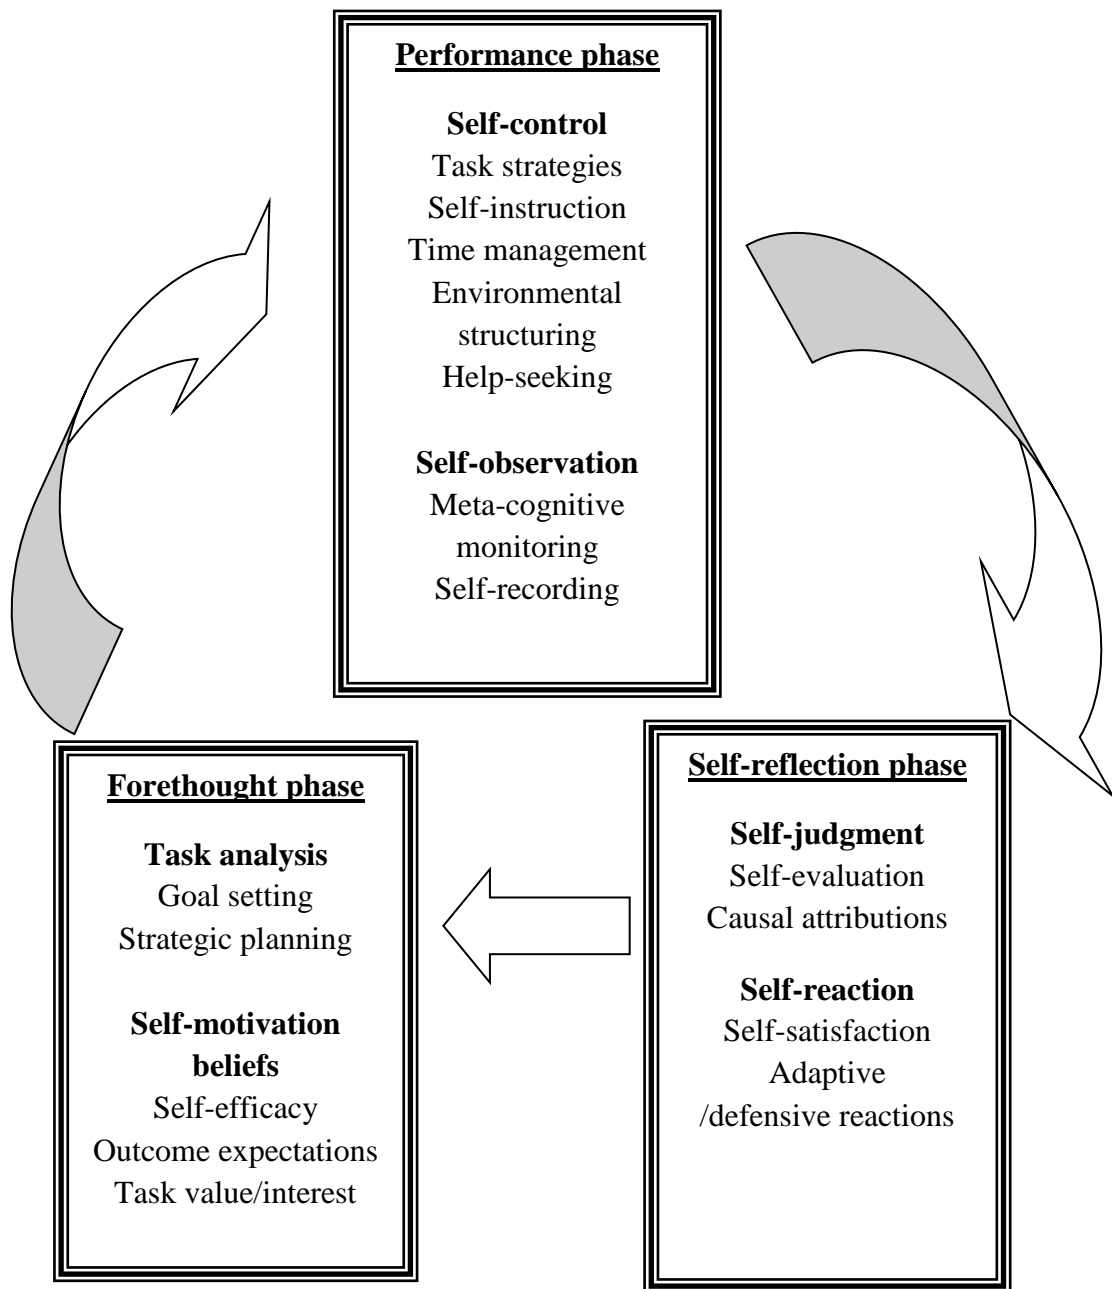 Performance phase
Self-control
Task strategies
Self-instruction
Time management
Environmental
structuring
Help-seeking
Self-observation
Meta-cognitive
monitoring
Self-recording
Forethought phase
Task analysis
Goal setting
Strategic planning
Self-motivation
beliefs
Self-efficacy
Outcome expectations
Task value/interest
Self-reflection phase
Self-judgment
Self-evaluation
Causal attributions
Self-reaction
Self-satisfaction
Adaptive
/defensive reactions